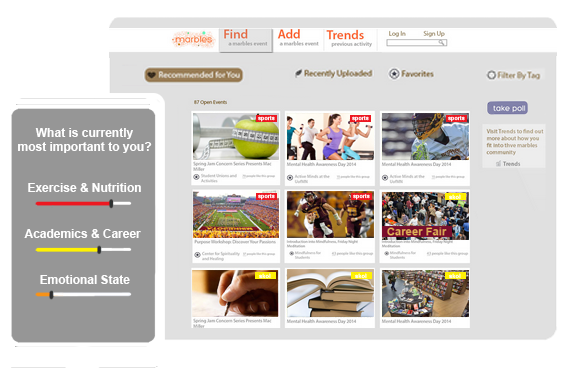 marbles
Find
a marbles event
Add
a marbles event
Trends
previous activity
Log In
Sign Up
Recommended for You
Recently Uploaded
Favorites
Filter By Tag
87 Open Events
take poll
Visit Trends to find out
more about how you
fit into thve marbles
community
Trends
What is currently
most important to you?
Exercise & Nutrition
Academics & Career
Emotional State
sports
sports
sports
Spring Jam Concern Series Presents Mac
Miller
Mental Health Awareness Day 2014
Mental Health Awareness Day 2014
Student Unions and
Activities
people like this group
Active Minds at the
UofMN
people like this group
Active Minds at the
UofMN
people like this group
sports
sports
Career Fair
Purpose Workshop: Discover Your Passions
Introduction into Mindfulness, Friday Night
Meditation
Introduction into Mindfulness, Friday Night
Meditation
Center for Spirituality
and Healing
people like this group
Mindfulness for
Students
people like this group
Mindfulness for
Students
people like this group
Spring Jam Concern Series Presents Mac
Miller
Mental Health Awareness Day 2014
Mental Health Awareness Day 2014